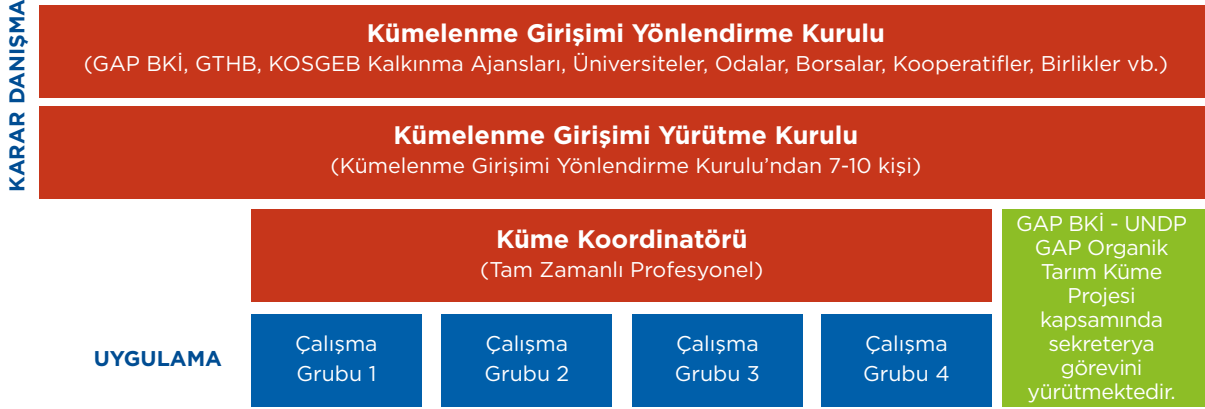 KARAR DANIŞMA
Kümelenme Girişimi Yönlendirme Kurulu
(GAP BKİ, GTHB, KOSGEB Kalkınma Ajansları, Üniversiteler, Odalar, Borsalar, Kooperatifler, Birlikler vb.)
Kümelenme Girişimi Yürütme Kurulu
(Kümelenme Girişimi Yönlendirme Kurulu’ndan 7-10 kişi)
Küme Koordinatörü
(Tam Zamanlı Profesyonel)
GAP BKİ - UNDP
GAP Organik
Tarım Küme
Projesi
kapsamında
sekreterya
görevini
yürütmektedir.
UYGULAMA
Çalışma
Grubu 1
Çalışma
Grubu 2
Çalışma
Grubu 3
Çalışma
Grubu 4